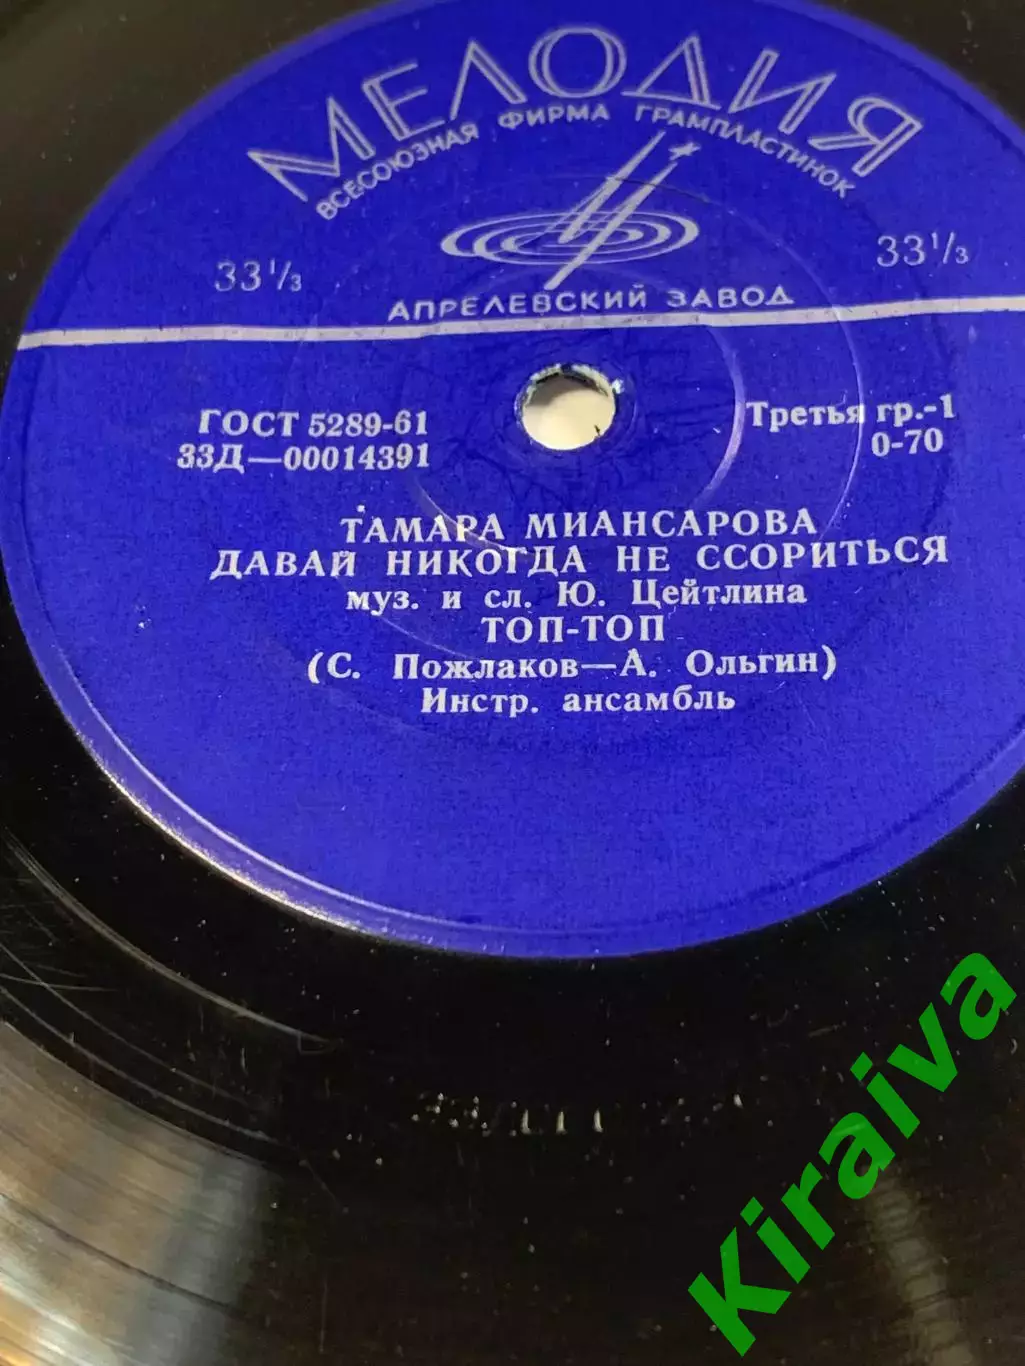 МЕЛОДИЯ
ВСЕСОЮЗНАЯ ФИРМА ГРАМПЛАСТИНОК
33⅓ 33⅓
АПРЕЛЕВСКИЙ ЗАВОД
ГОСТ 5289-61 Третья гр.-1
33Д—00014391 0-70
ТАМАРА МИАНСАРОВА
ДАВАЙ НИКОГДА НЕ ССОРИТЬСЯ
муз. и сл. Ю. Цейтлина
ТОП-ТОП
(С. Пожлаков—А. Ольгин)
Инстр. ансамбль
Kiraiva